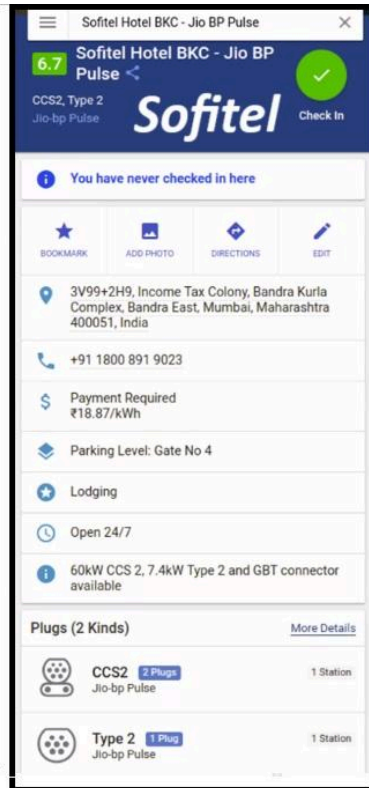 Sofitel Hotel BKC - Jio BP Pulse
6.7
Sofitel Hotel BKC - Jio BP
Pulse
CCS2, Type 2
Jio-bp Pulse
Sofitel
Check In
You have never checked in here
BOOKMARK
ADD PHOTO
DIRECTIONS
EDIT
3V99+2H9, Income Tax Colony, Bandra Kurla
Complex, Bandra East, Mumbai, Maharashtra
400051, India
+91 1800 891 9023
Payment Required
₹18.87/kWh
Parking Level: Gate No 4
Lodging
Open 24/7
60kW CCS 2, 7.4kW Type 2 and GBT connector
available
Plugs (2 Kinds)
More Details
CCS2 2 Plugs
1 Station
Jio-bp Pulse
Type 2 1 Plug
1 Station
Jio-bp Pulse